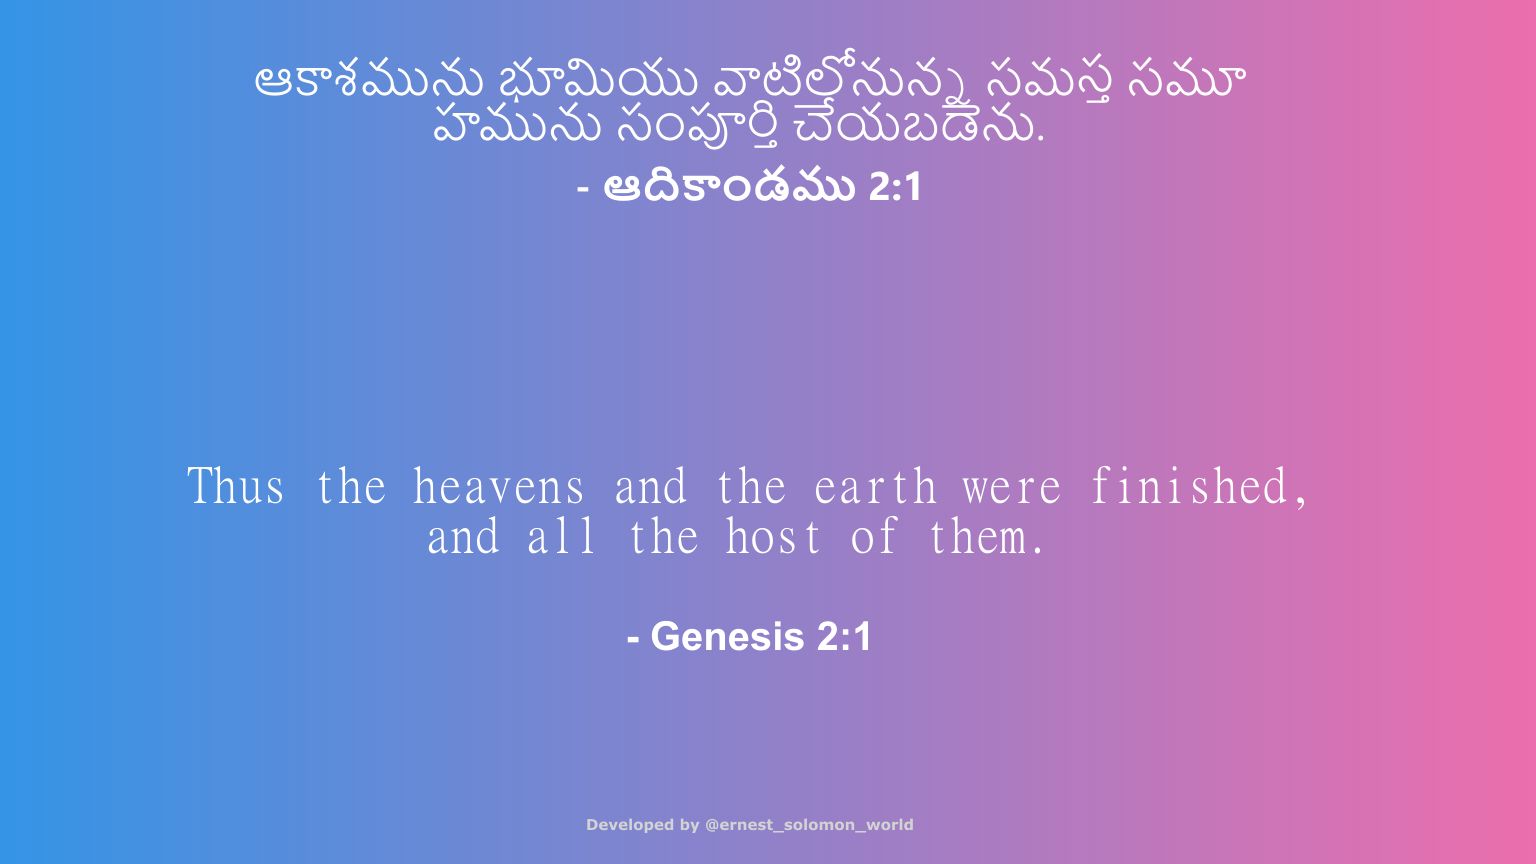 ఆకాశమును భూమియు వాటిలోనున్న సమస్త సమూ
హమును సంపూర్తి చేయబడెను.
- ఆదికాండము 2:1
Thus the heavens and the earth were finished,
and all the host of them.
- Genesis 2:1
Developed by @ernest_solomon_world